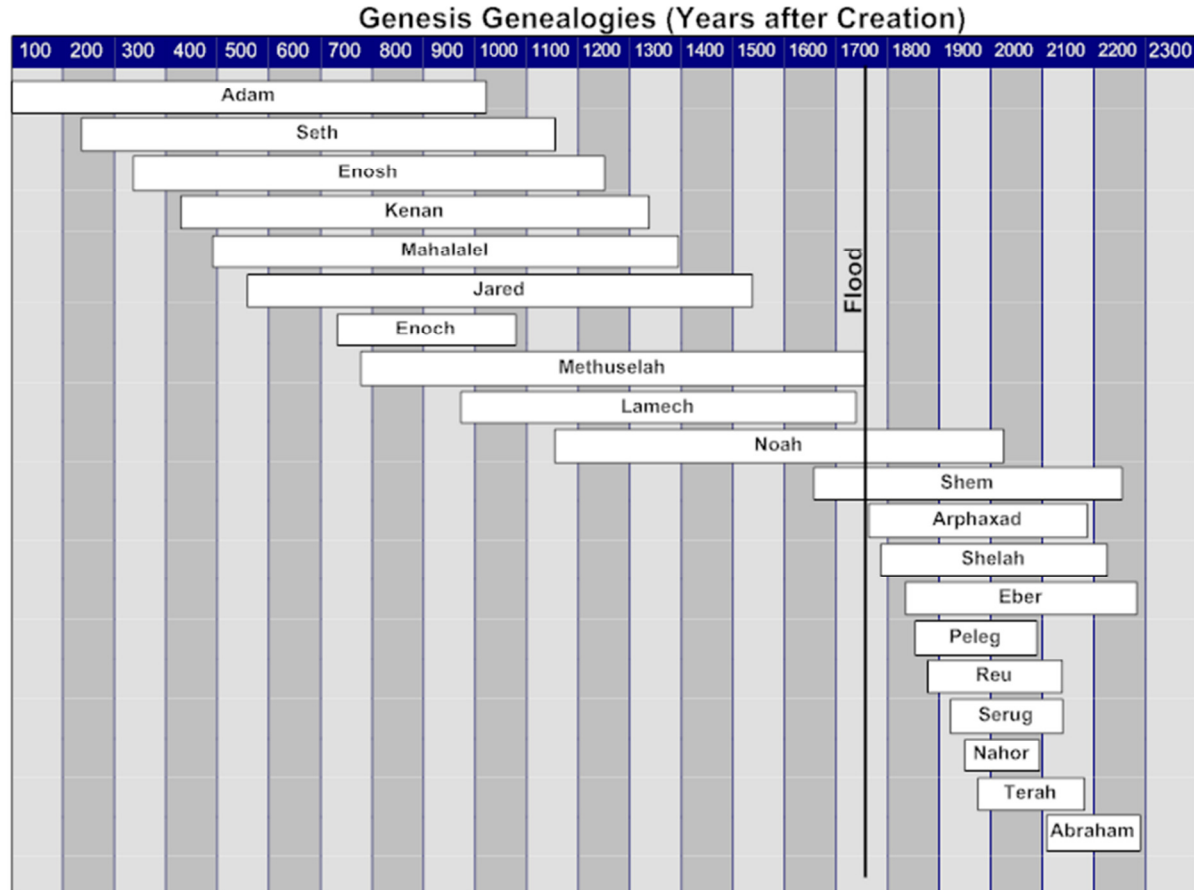 Genesis Genealogies (Years after Creation)
100 200 300 400 500 600 700 800 900 1000 1100 1200 1300 1400 1500 1600 1700 1800 1900 2000 2100 2200 2300
Adam
Seth
Enosh
Kenan
Mahalalel
Flood
Jared
Enoch
Methuselah
Lamech
Noah
Shem
Arphaxad
Shelah
Eber
Peleg
Reu
Serug
Nahor
Terah
Abraham